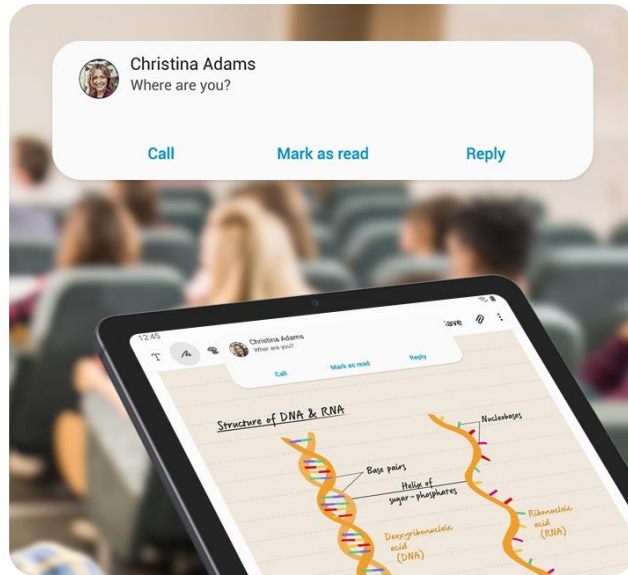 Christina Adams
Where are you?
Call Mark as read Reply
12:45
T
Christina Adams
Where are you?
Call Mark as read Reply
ave
Structure of DNA & RNA
Nucleobases
Base pairs
Helix of
sugar-phosphates
Deoxyribonucleic
acid
(DNA)
Ribonucleic
acid
(RNA)